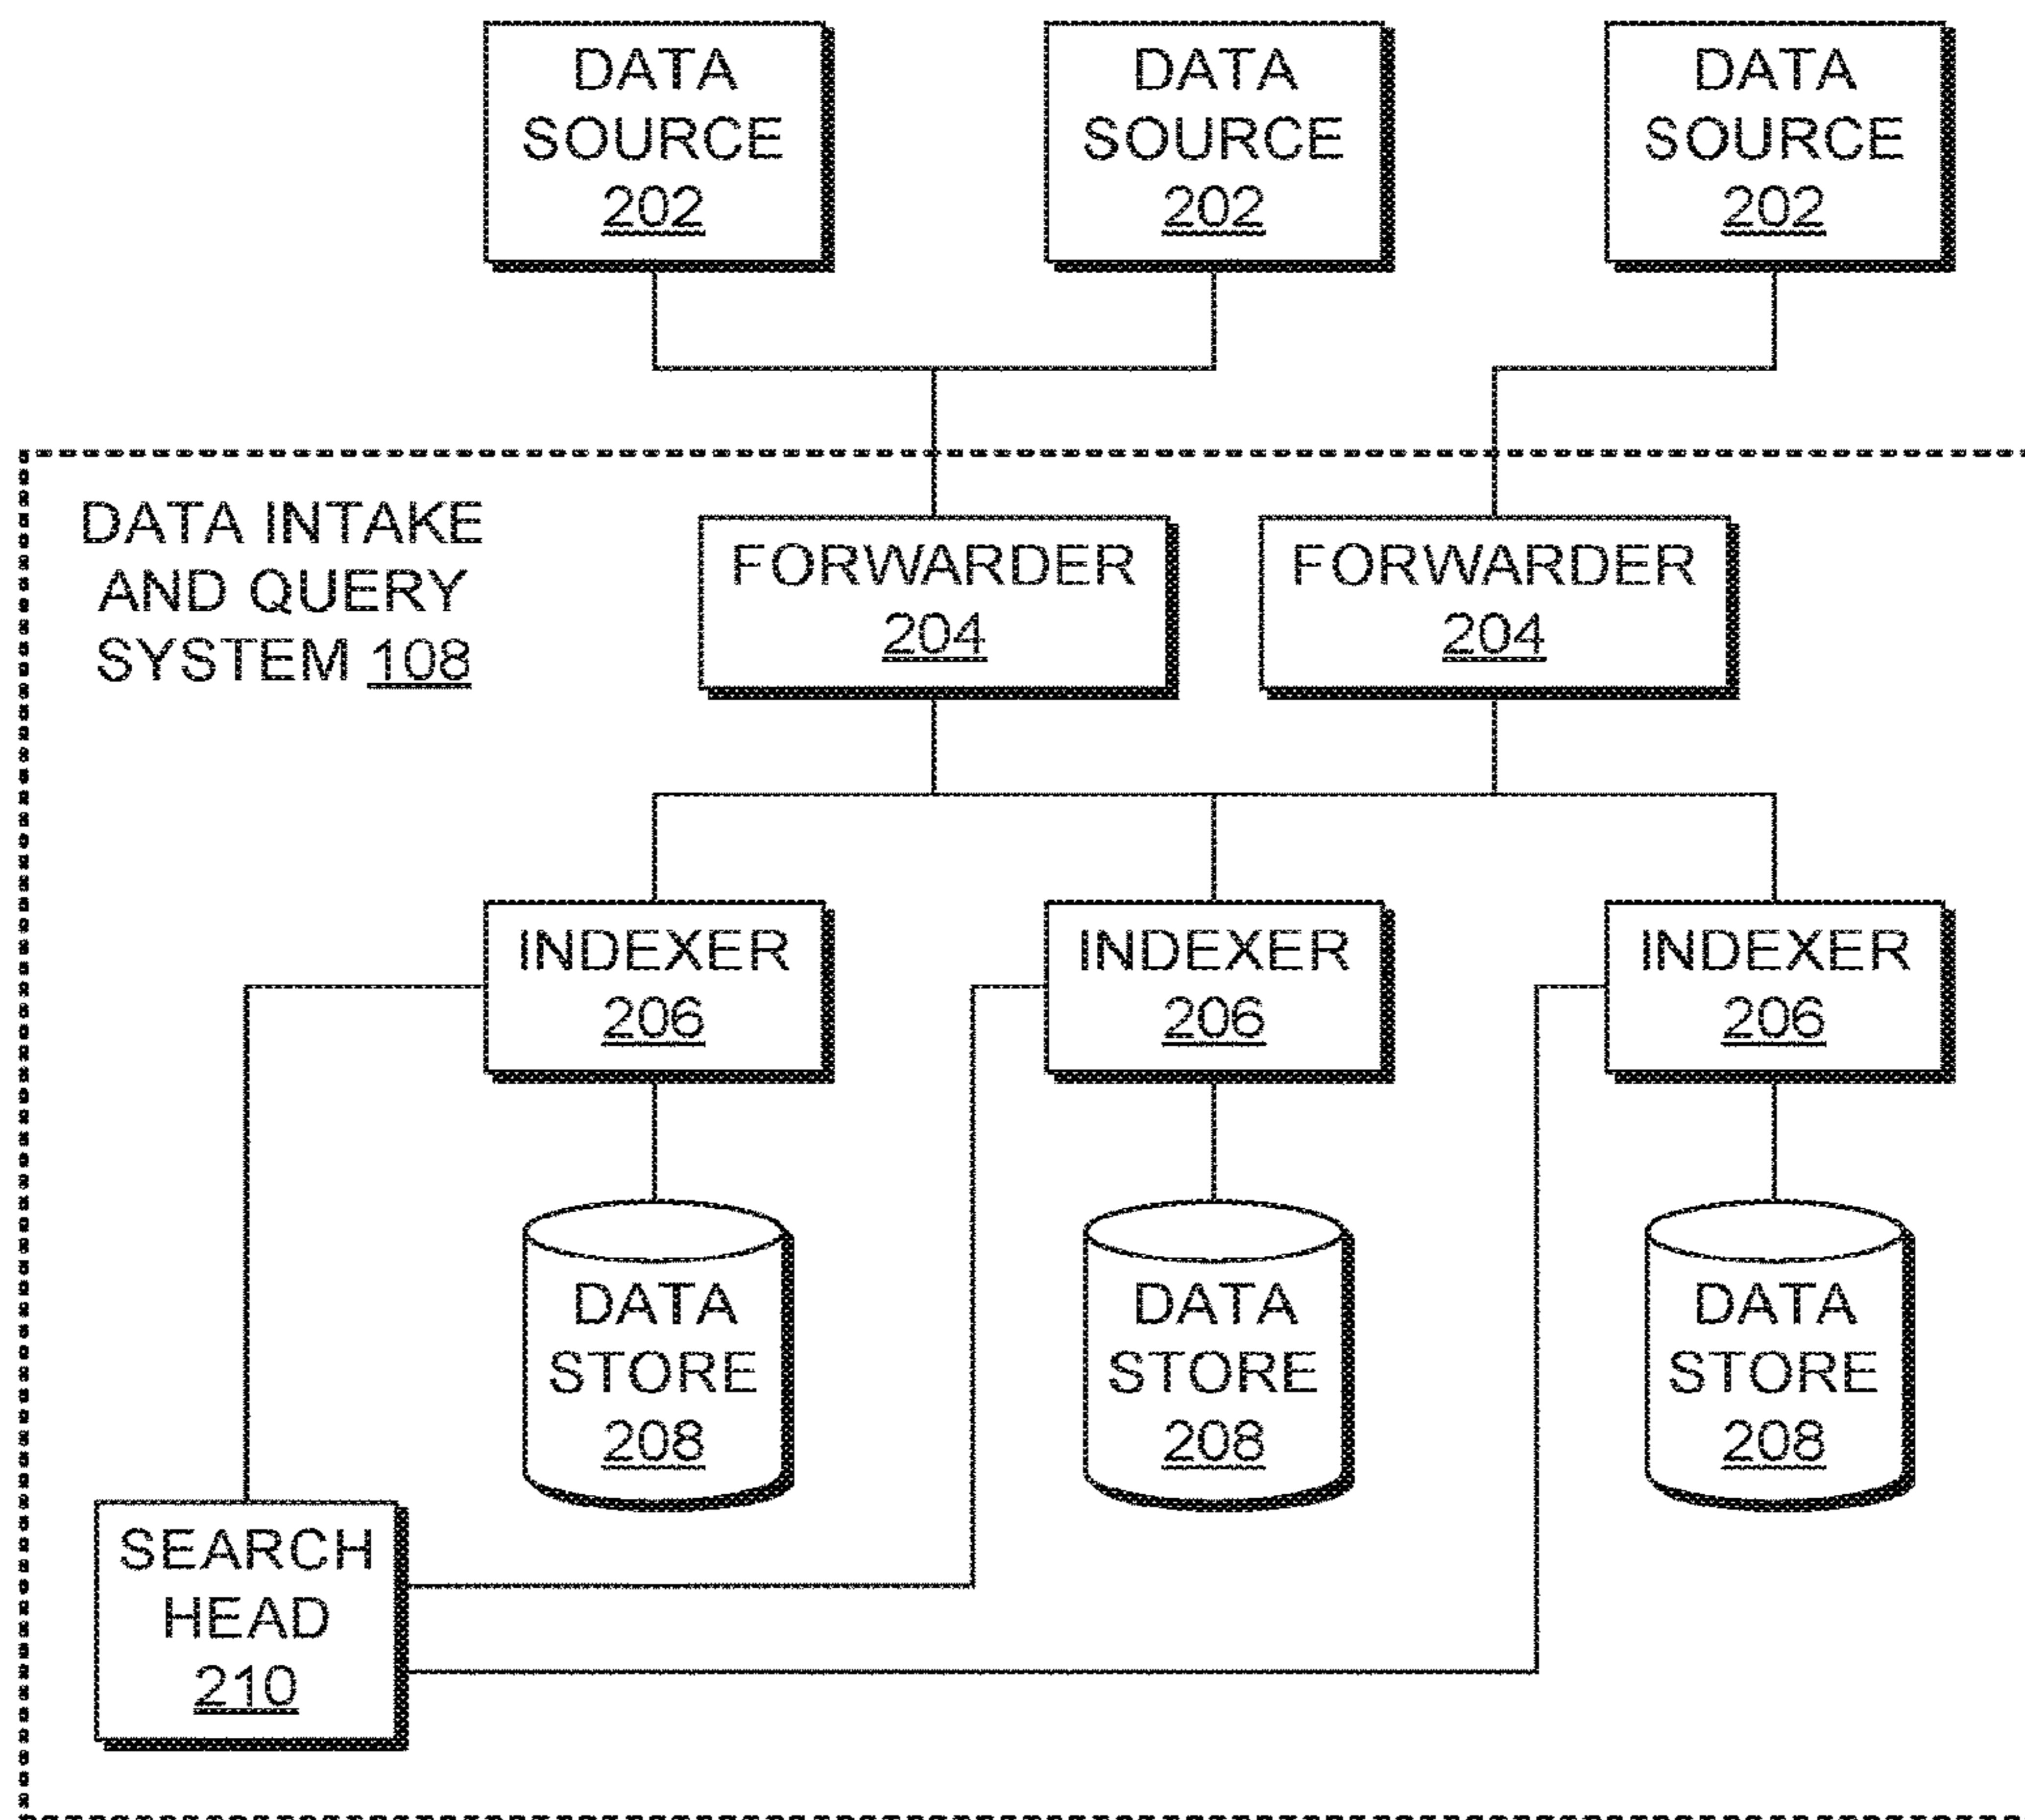 DATA
SOURCE
202
DATA
SOURCE
202
DATA
SOURCE
202
DATA INTAKE
AND QUERY
SYSTEM 108
FORWARDER
204
FORWARDER
204
INDEXER
206
INDEXER
206
INDEXER
206
DATA
STORE
208
DATA
STORE
208
DATA
STORE
208
SEARCH
HEAD
210